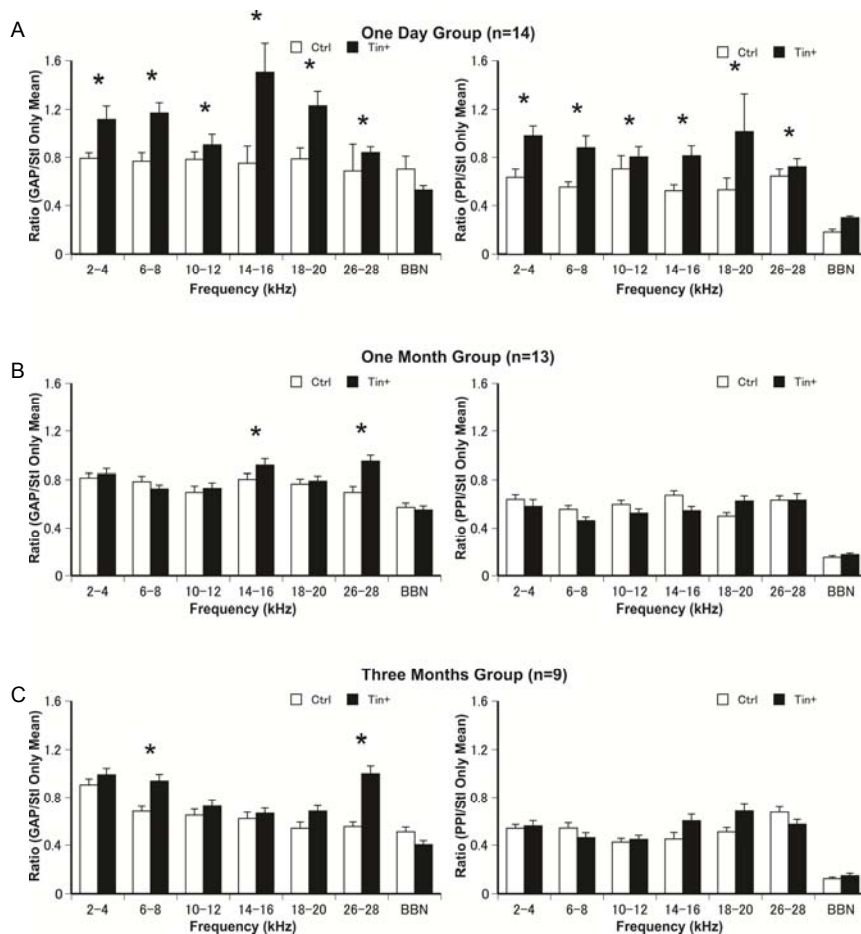 A
One Day Group (n=14)
Ctrl Tin+
Ratio (GAP/Stl Only Mean)
1.6
1.2
0.8
0.4
0
* * * * * *
2-4 6-8 10-12 14-16 18-20 26-28 BBN
Frequency (kHz)
Ctrl Tin+
Ratio (PPI/Stl Only Mean)
1.6
1.2
0.8
0.4
0
* * * * * *
2-4 6-8 10-12 14-16 18-20 26-28 BBN
Frequency (kHz)
B
One Month Group (n=13)
Ctrl Tin+
Ratio (GAP/Stl Only Mean)
1.6
1.2
0.8
0.4
0
* *
2-4 6-8 10-12 14-16 18-20 26-28 BBN
Frequency (kHz)
Ctrl Tin+
Ratio (PPI/Stl Only Mean)
1.6
1.2
0.8
0.4
0
2-4 6-8 10-12 14-16 18-20 26-28 BBN
Frequency (kHz)
C
Three Months Group (n=9)
Ctrl Tin+
Ratio (GAP/Stl Only Mean)
1.6
1.2
0.8
0.4
0
* *
2-4 6-8 10-12 14-16 18-20 26-28 BBN
Frequency (kHz)
Ctrl Tin+
Ratio (PPI/Stl Only Mean)
1.6
1.2
0.8
0.4
0
2-4 6-8 10-12 14-16 18-20 26-28 BBN
Frequency (kHz)